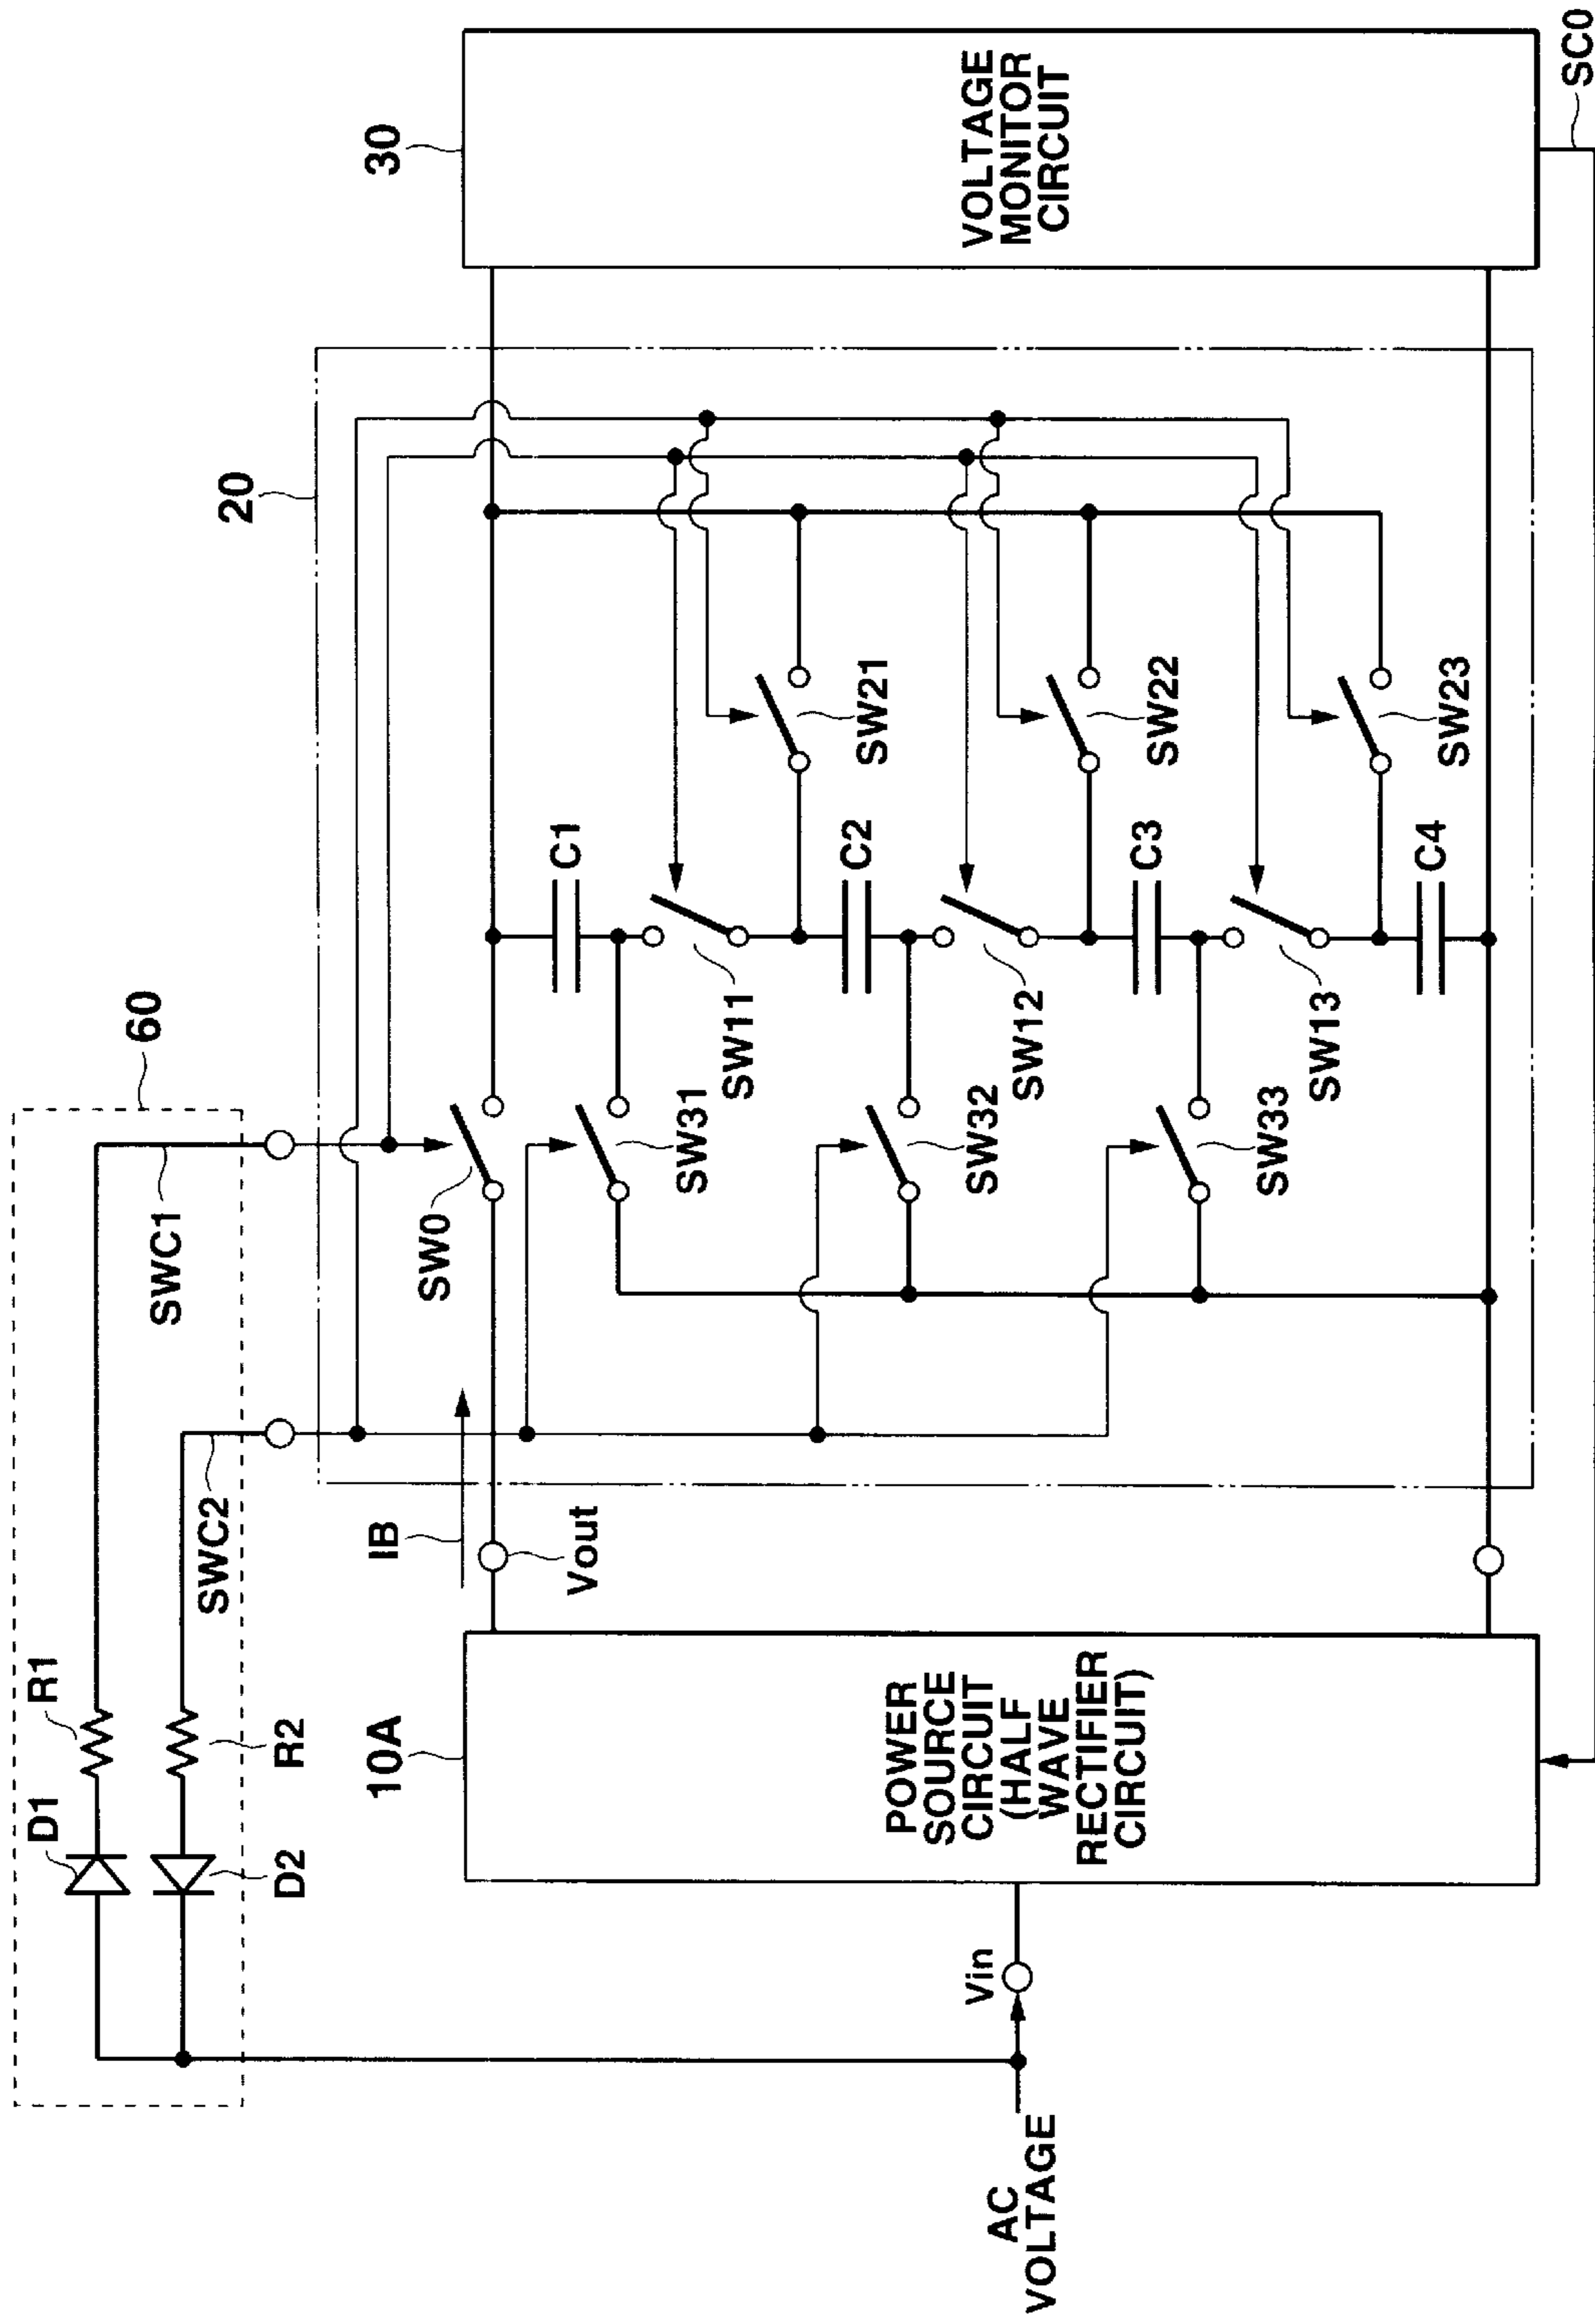 60
D1
R1
SWC1
D2
R2
SWC2
20
30
10A
IB
Vout
SW0
C1
SW31
SW11
SW21
C2
SW32
SW12
SW22
C3
SW33
SW13
SW23
C4
VOLTAGE
MONITOR
CIRCUIT
POWER
SOURCE
CIRCUIT
(HALF
WAVE
RECTIFIER
CIRCUIT)
Vin
AC
VOLTAGE
SC0